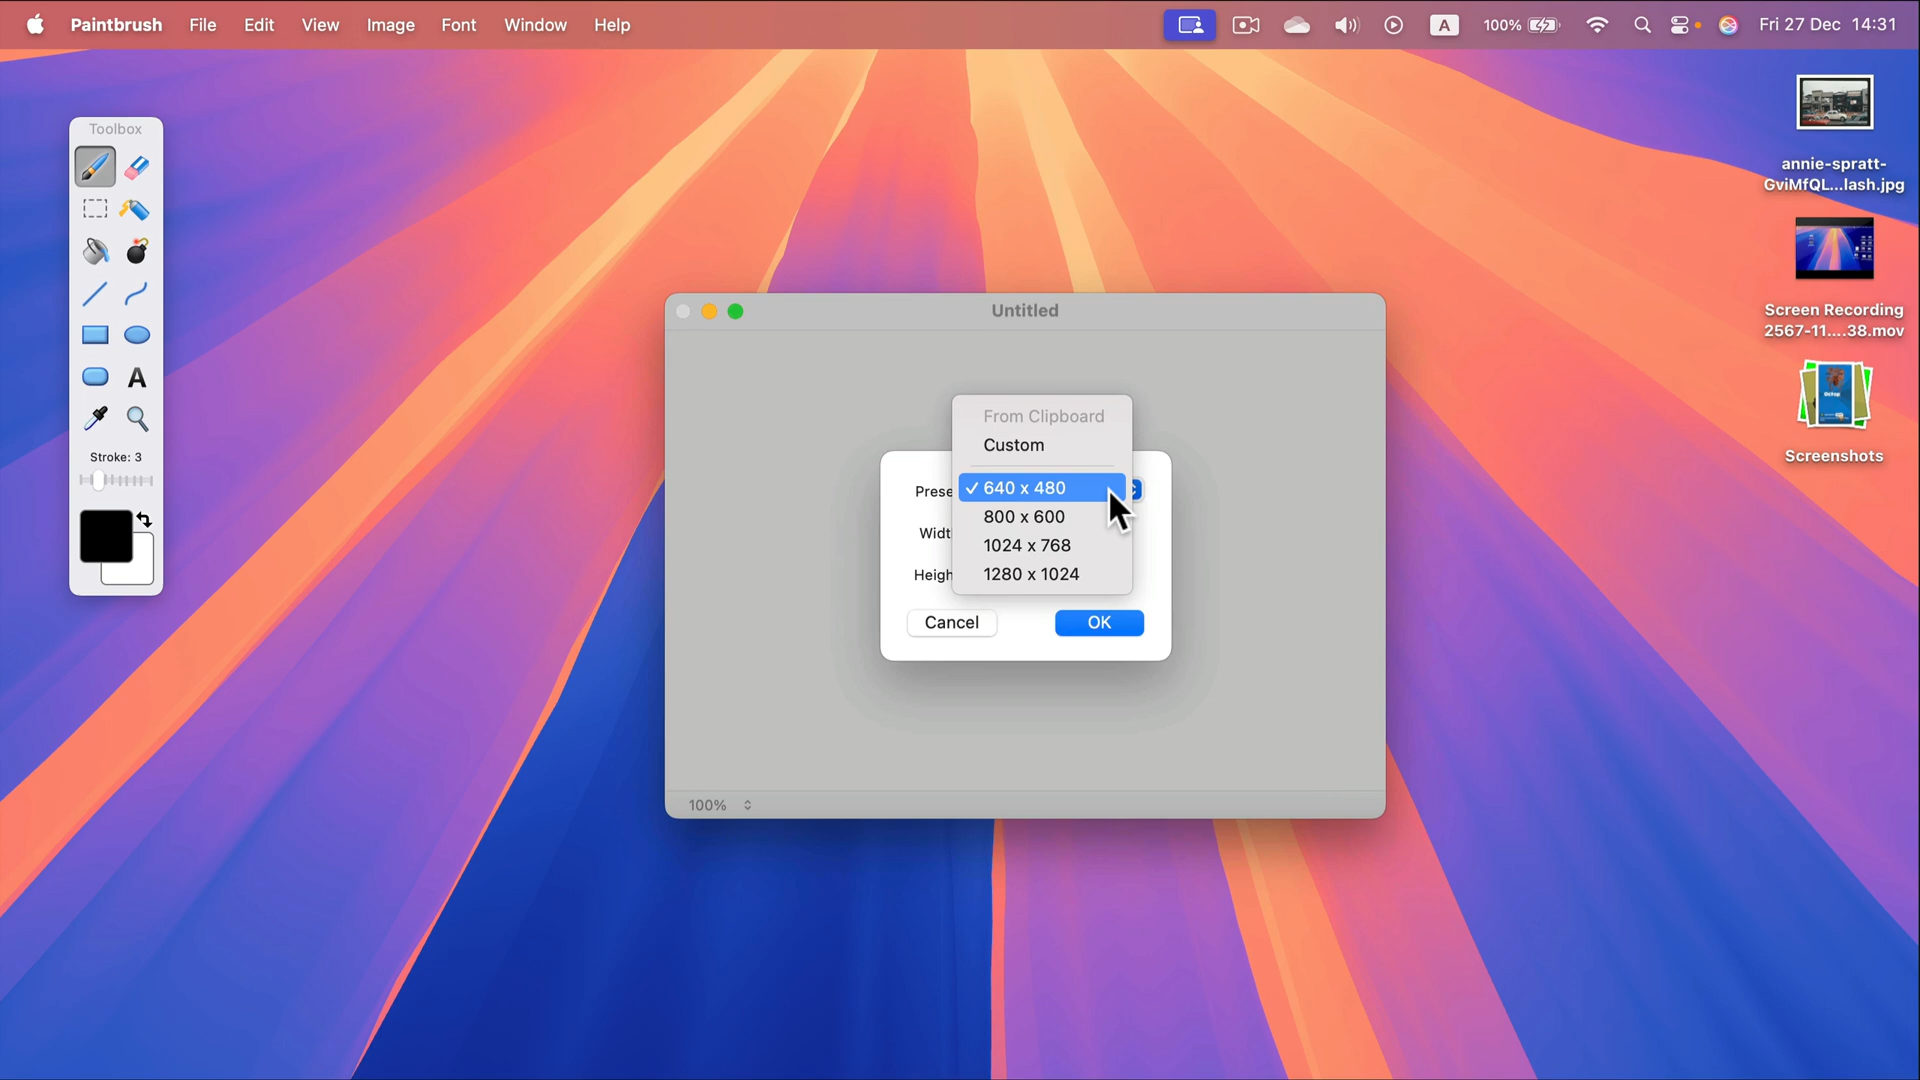 Paintbrush File Edit View Image Font Window Help
A 100% Fri 27 Dec 14:31
Toolbox
A
Stroke: 3
Untitled
From Clipboard
Custom
Prese
✓ 640 x 480
800 x 600
Widt
1024 x 768
Heigh
1280 x 1024
Cancel OK
100%
annie-spratt-
GviMfQL...lash.jpg
Screen Recording
2567-11....38.mov
Screenshots